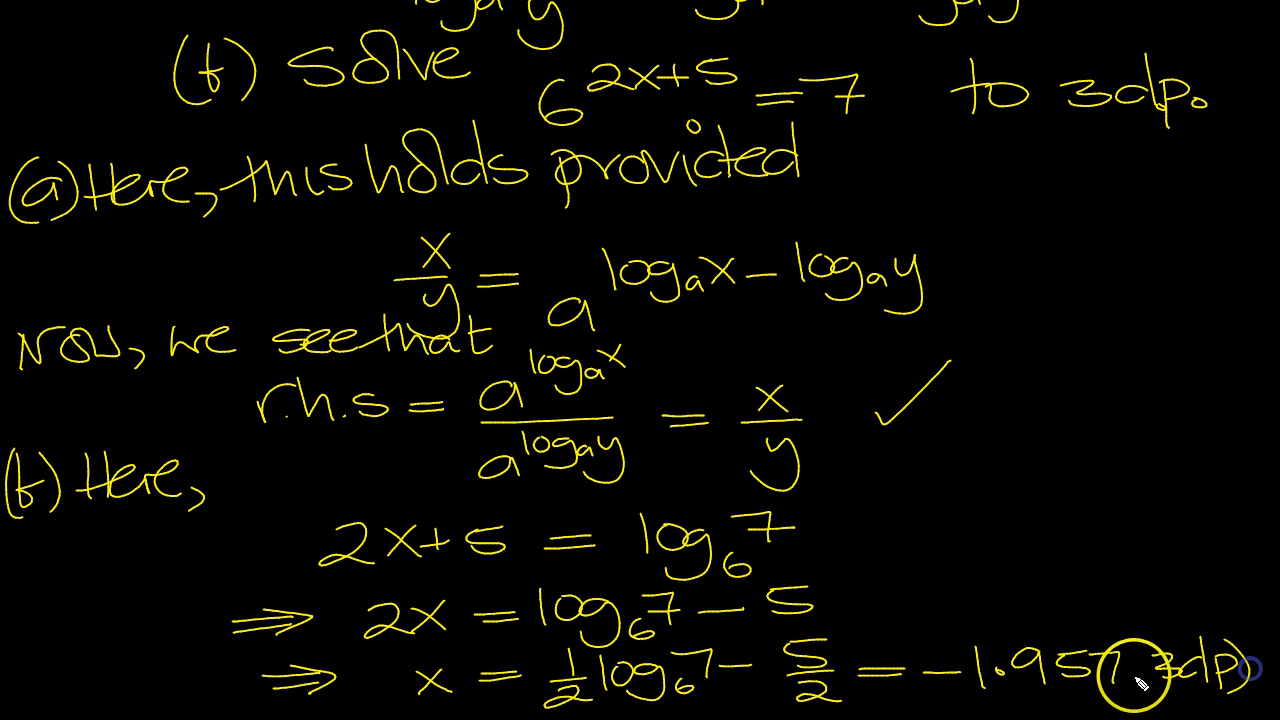 log_a y
(b) solve 6^{2x+5} = 7 to 3dp.
(a) Here, this holds provided
x/y = a^{log_a x - log_a y}
Now, we see that
r.h.s = a^{log_a x}/a^{log_a y} = x/y ✓
(b) Here,
2x+5 = log_6 7
⇒ 2x = log_6 7 - 5
⇒ x = 1/2 log_6 7 - 5/2 = -1.957 3dp)